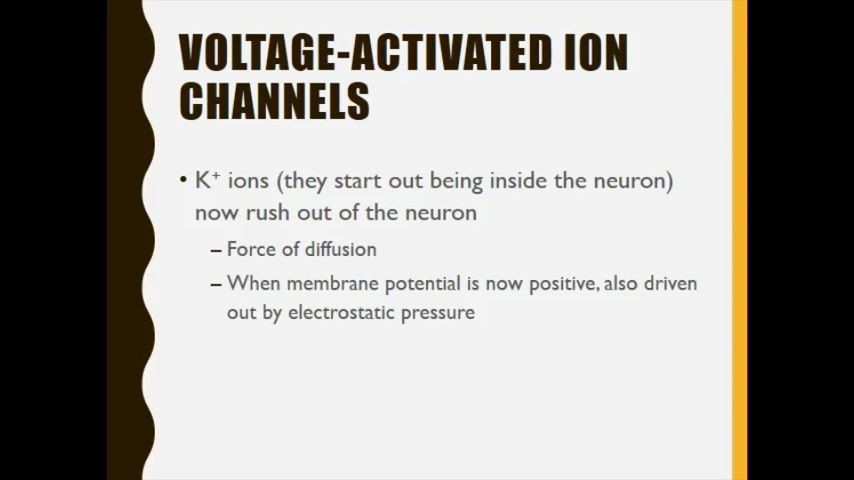 VOLTAGE-ACTIVATED ION
CHANNELS
• K⁺ ions (they start out being inside the neuron)
now rush out of the neuron
– Force of diffusion
– When membrane potential is now positive, also driven
out by electrostatic pressure